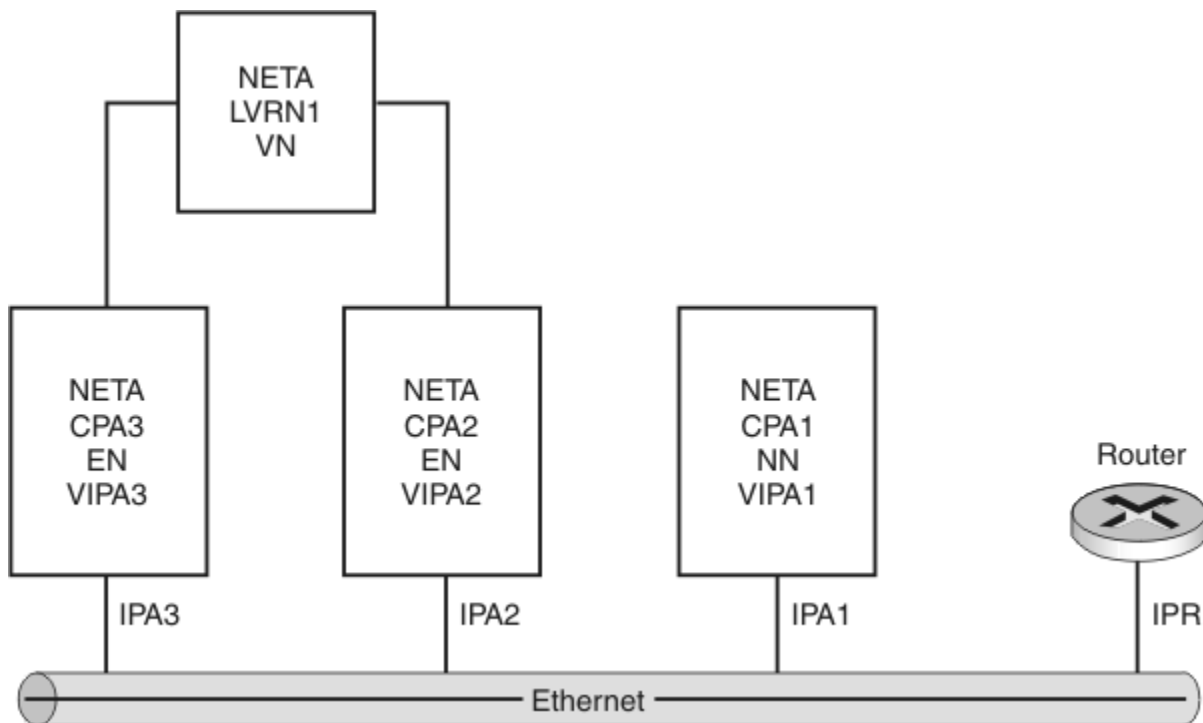 NETA
LVRN1
VN
NETA
CPA3
EN
VIPA3
NETA
CPA2
EN
VIPA2
NETA
CPA1
NN
VIPA1
Router
IPA3
IPA2
IPA1
IPR
Ethernet